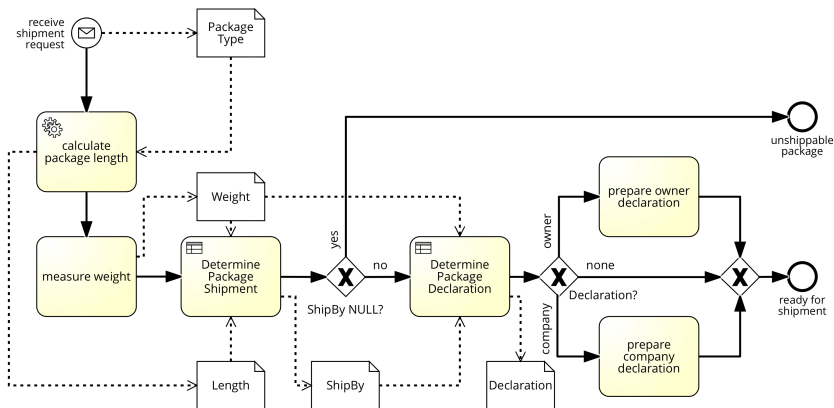 receive
shipment
request
Package
Type
calculate
package length
unshippable
package
Weight
measure weight
Determine
Package
Shipment
yes
no
ShipBy NULL?
Determine
Package
Declaration
owner
none
company
Declaration?
prepare owner
declaration
prepare
company
declaration
ready for
shipment
Length
ShipBy
Declaration